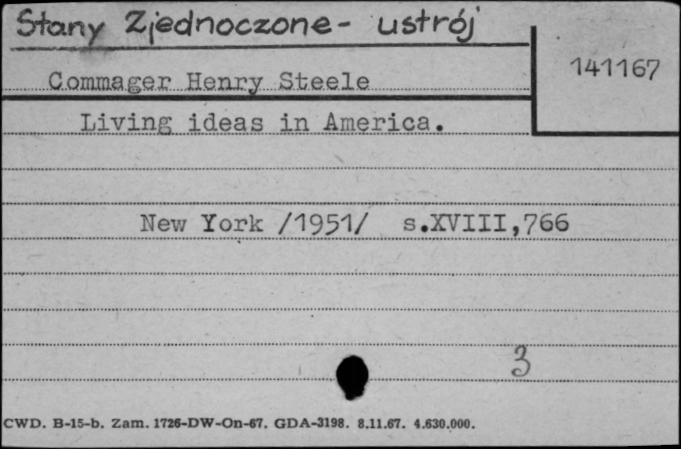 Stany Zjednoczone - ustrój
141167
Commager Henry Steele
Living ideas in America.
New York /1951/ s.XVIII,766
3
CWD. B-15-b. Zam. 1726-DW-On-67. GDA-3198. 8.11.67. 4.630.000.